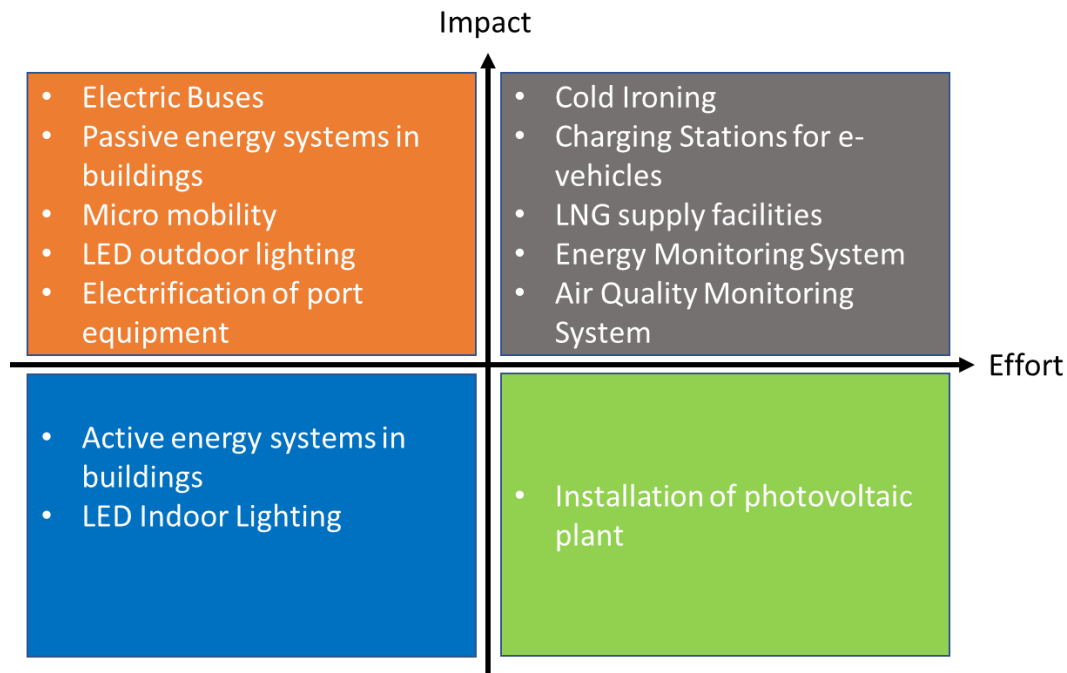 Impact
• Electric Buses
• Passive energy systems in
buildings
• Micro mobility
• LED outdoor lighting
• Electrification of port
equipment
• Cold Ironing
• Charging Stations for e-
vehicles
• LNG supply facilities
• Energy Monitoring System
• Air Quality Monitoring
System
Effort
• Active energy systems in
buildings
• LED Indoor Lighting
• Installation of photovoltaic
plant